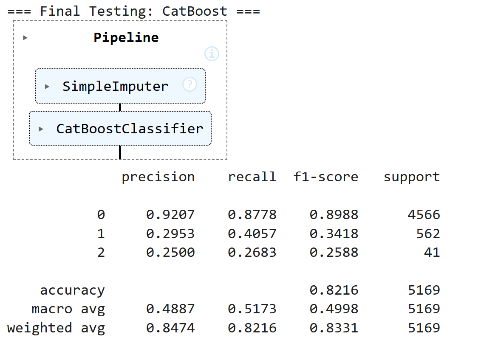 === Final Testing: CatBoost ===
Pipeline
SimpleImputer
CatBoostClassifier
precision recall f1-score support
0 0.9207 0.8778 0.8988 4566
1 0.2953 0.4057 0.3418 562
2 0.2500 0.2683 0.2588 41
accuracy 0.8216 5169
macro avg 0.4887 0.5173 0.4998 5169
weighted avg 0.8474 0.8216 0.8331 5169